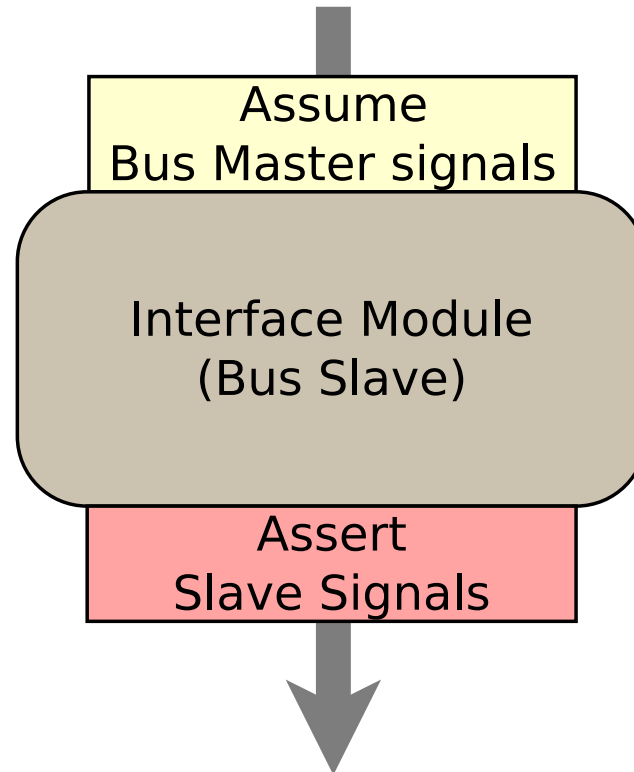 Assume
Bus Master signals
Interface Module
(Bus Slave)
Assert
Slave Signals